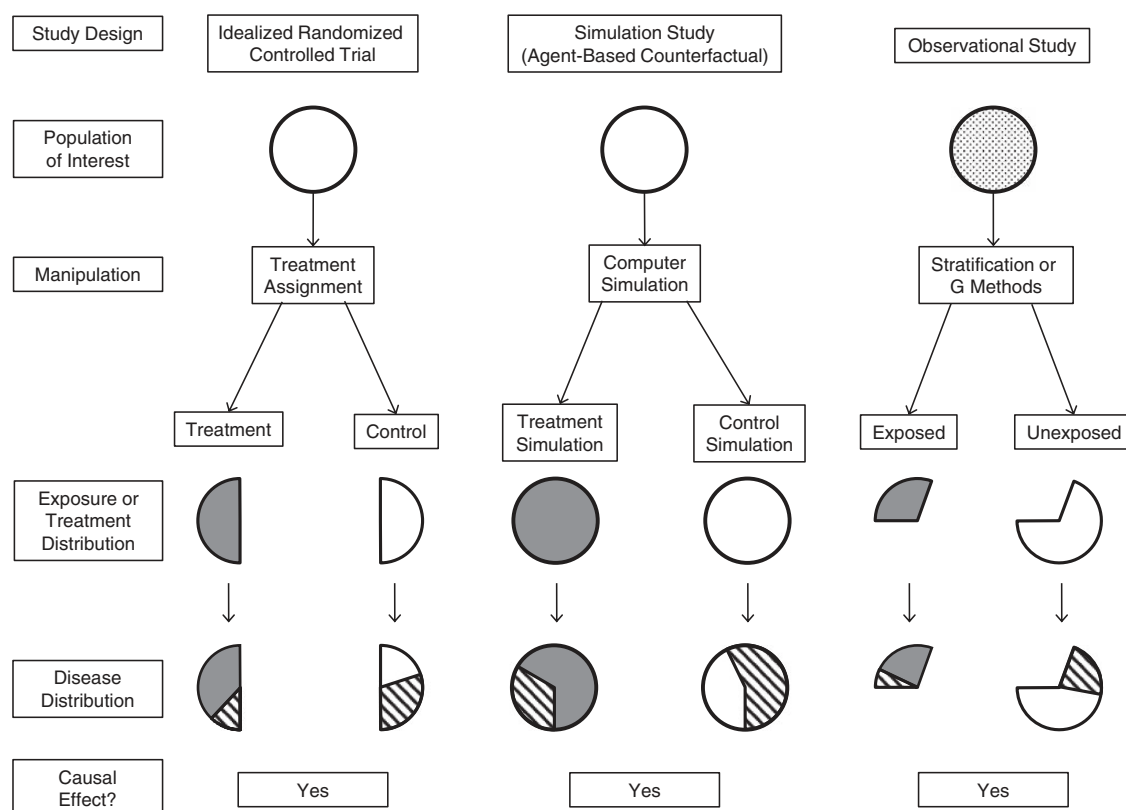 Study Design
Idealized Randomized
Controlled Trial
Simulation Study
(Agent-Based Counterfactual)
Observational Study
Population
of Interest
Manipulation
Treatment
Assignment
Computer
Simulation
Stratification or
G Methods
Treatment
Control
Treatment
Simulation
Control
Simulation
Exposed
Unexposed
Exposure or
Treatment
Distribution
Disease
Distribution
Causal
Effect?
Yes
Yes
Yes